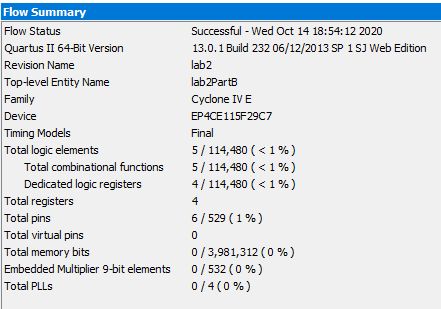 Flow Summary
Flow Status Successful - Wed Oct 14 18:54:12 2020
Quartus II 64-Bit Version 13.0.1 Build 232 06/12/2013 SP 1 SJ Web Edition
Revision Name lab2
Top-level Entity Name lab2PartB
Family Cyclone IV E
Device EP4CE115F29C7
Timing Models Final
Total logic elements 5 / 114,480 ( < 1 % )
Total combinational functions 5 / 114,480 ( < 1 % )
Dedicated logic registers 4 / 114,480 ( < 1 % )
Total registers 4
Total pins 6 / 529 ( 1 % )
Total virtual pins 0
Total memory bits 0 / 3,981,312 ( 0 % )
Embedded Multiplier 9-bit elements 0 / 532 ( 0 % )
Total PLLs 0 / 4 ( 0 % )